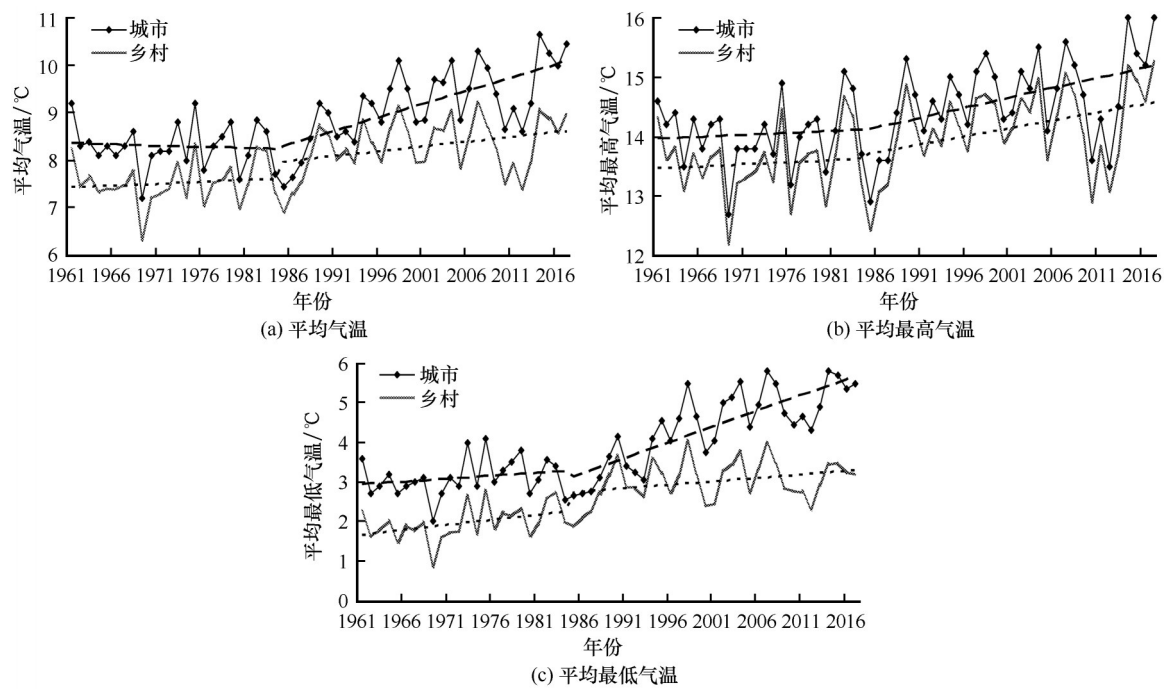 城市
乡村
平均气温/℃
11
10
9
8
7
6
1961 1966 1971 1976 1981 1986 1991 1996 2001 2006 2011 2016
年份
(a) 平均气温
城市
乡村
平均最高气温/℃
16
15
14
13
12
1961 1966 1971 1976 1981 1986 1991 1996 2001 2006 2011 2016
年份
(b) 平均最高气温
城市
乡村
平均最低气温/℃
6
5
4
3
2
1
0
1961 1966 1971 1976 1981 1986 1991 1996 2001 2006 2011 2016
年份
(c) 平均最低气温